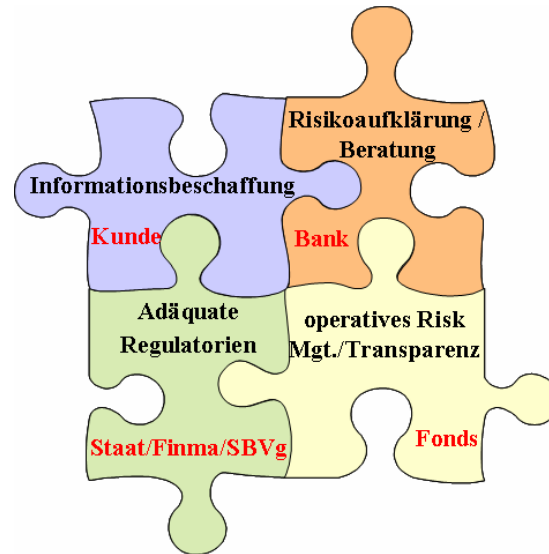 Informationsbeschaffung
Kunde
Risikoaufklärung /
Beratung
Bank
Adäquate
Regulatorien
Staat/Finma/SBVg
operatives Risk
Mgt./Transparenz
Fonds